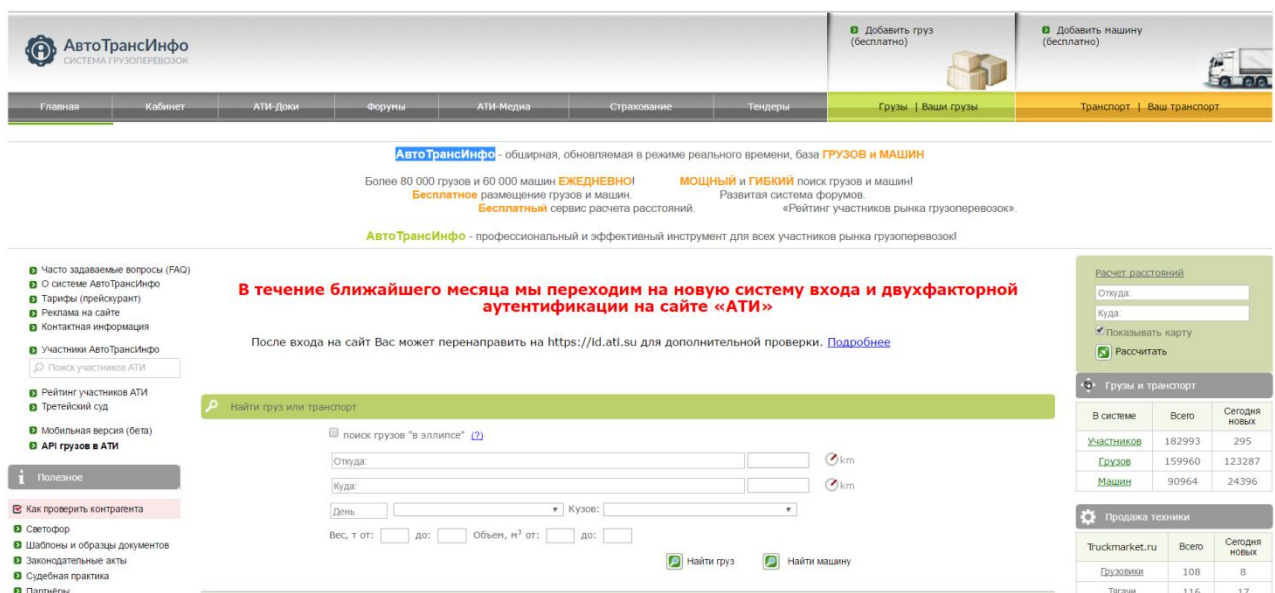 АвтоТрансИнфо
СИСТЕМА ГРУЗОПЕРЕВОЗОК
Добавить груз
(бесплатно)
Добавить машину
(бесплатно)
Главная Кабинет АТИ-Доки Форумы АТИ-Медиа Страхование Тендеры Грузы | Ваши грузы Транспорт | Ваш транспорт
АвтоТрансИнфо - обширная, обновляемая в режиме реального времени, база ГРУЗОВ и МАШИН
Более 80 000 грузов и 60 000 машин ЕЖЕДНЕВНО! МОЩНЫЙ и ГИБКИЙ поиск грузов и машин!
Бесплатное размещение грузов и машин. Развитая система форумов.
Бесплатный сервис расчета расстояний. «Рейтинг участников рынка грузоперевозок».
АвтоТрансИнфо - профессиональный и эффективный инструмент для всех участников рынка грузоперевозок!
Часто задаваемые вопросы (FAQ)
О системе АвтоТрансИнфо
Тарифы (прейскурант)
Реклама на сайте
Контактная информация
Участники АвтоТрансИнфо
Поиск участников АТИ
Рейтинг участников АТИ
Третейский суд
Мобильная версия (бета)
API грузов в АТИ
Полезное
Как проверить контрагента
Светофор
Шаблоны и образцы документов
Законодательные акты
Судебная практика
Партнёры
В течение ближайшего месяца мы переходим на новую систему входа и двухфакторной
аутентификации на сайте «АТИ»
После входа на сайт Вас может перенаправить на https://id.ati.su для дополнительной проверки. Подробнее
Найти груз или транспорт
поиск грузов "в эллипсе" (?)
Откуда: km
Куда: km
День Кузов:
Вес, т от: до: Объем, м³ от: до:
Найти груз Найти машину
Расчет расстояний
Откуда:
Куда:
Показывать карту
Рассчитать
Грузы и транспорт
В системе Всего Сегодня новых
Участников 182993 295
Грузов 159960 123287
Машин 90964 24396
Продажа техники
Truckmarket.ru Всего Сегодня новых
Грузовики 108 8
Тягачи 116 17